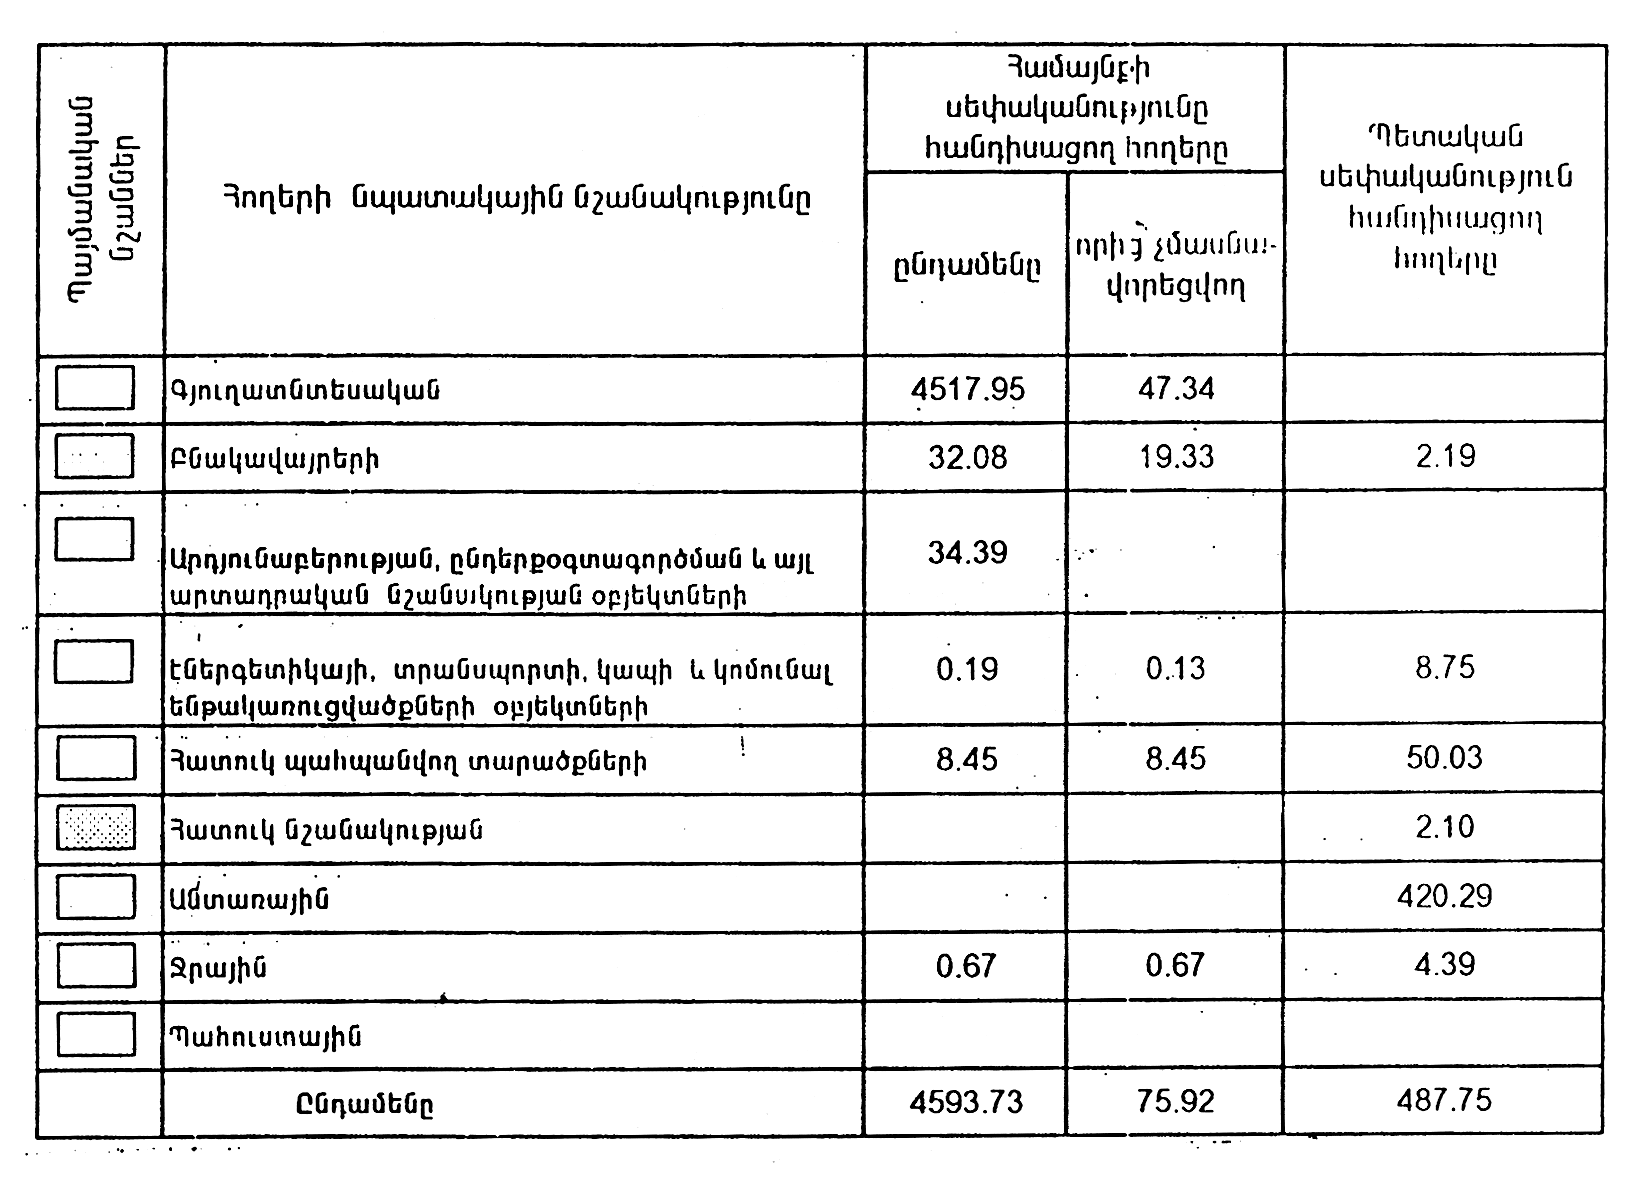 Պայմանական
նշաններ
Հողերի նպատակային նշանակությունը
Համայնքի
սեփականությունը
հանդիսացող հողերը
ընդամենը
որից չմասնա-
վորեցվող
Պետական
սեփականություն
հանդիսացող
հողերը
Գյուղատնտեսական 4517.95 47.34
Բնակավայրերի 32.08 19.33 2.19
Արդյունաբերության, ընդերքօգտագործման և այլ
արտադրական նշանակության օբյեկտների 34.39
էներգետիկայի, տրանսպորտի, կապի և կոմունալ
ենթակառուցվածքների օբյեկտների 0.19 0.13 8.75
Հատուկ պահպանվող տարածքների 8.45 8.45 50.03
Հատուկ նշանակության 2.10
Անտառային 420.29
Ջրային 0.67 0.67 4.39
Պահուստային
Ընդամենը 4593.73 75.92 487.75